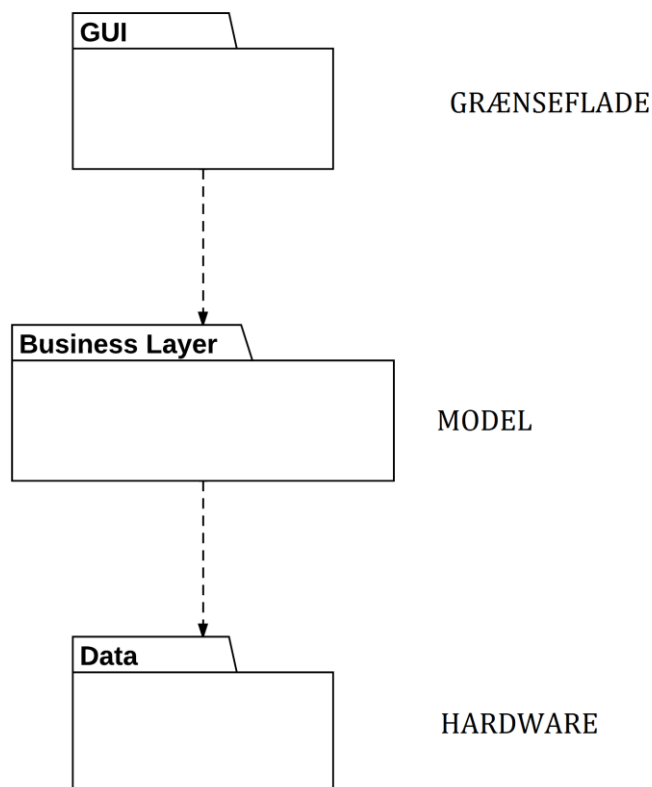 GUI
GRÆNSEFLADE
Business Layer
MODEL
Data
HARDWARE